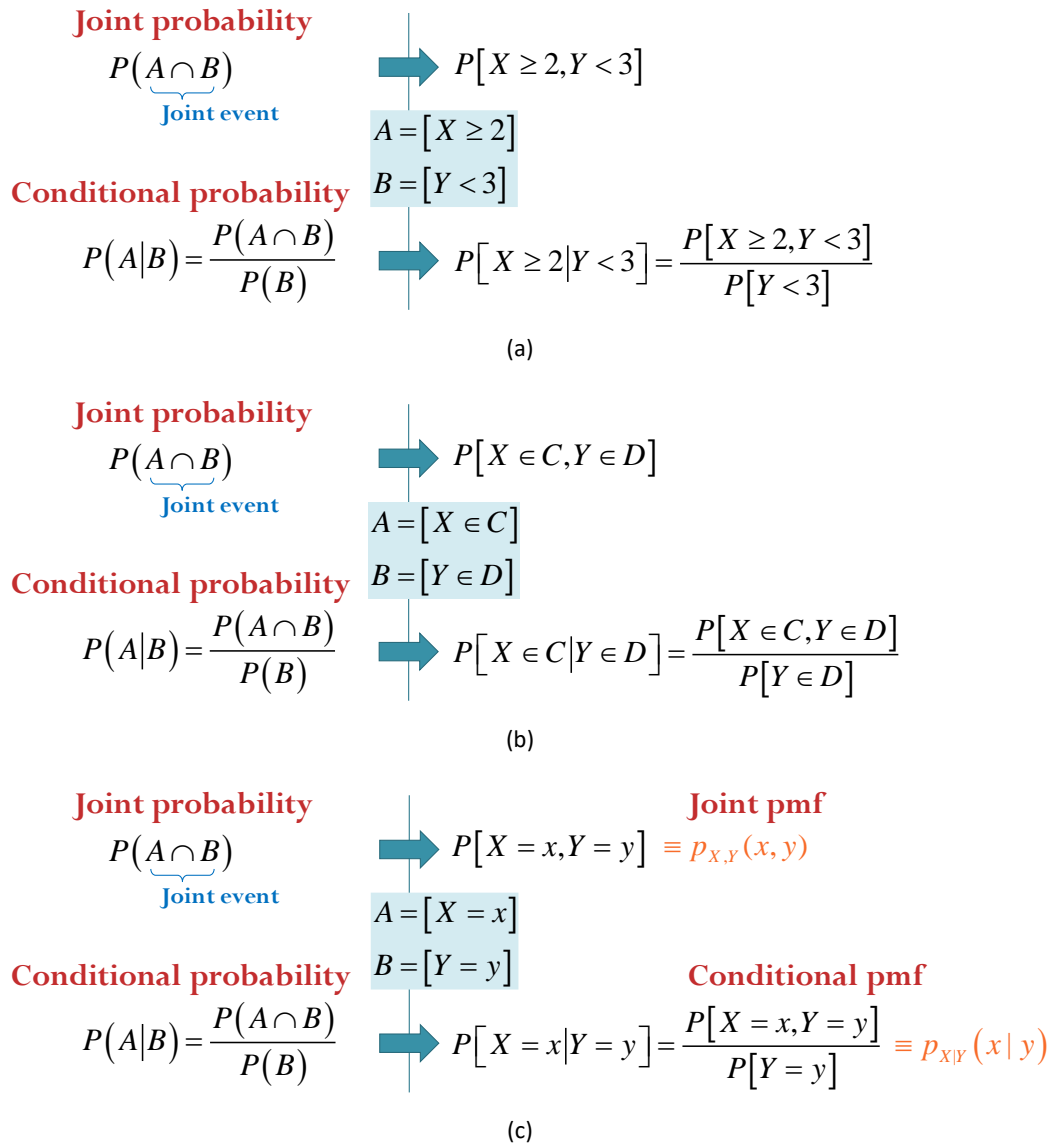 Joint probability
P(A ∩ B) P[X ≥ 2, Y < 3]
Joint event
A = [X ≥ 2]
B = [Y < 3]
Conditional probability
P(A|B) = P(A ∩ B) / P(B) P[X ≥ 2|Y < 3] = P[X ≥ 2, Y < 3] / P[Y < 3]
(a)
Joint probability
P(A ∩ B) P[X ∈ C, Y ∈ D]
Joint event
A = [X ∈ C]
B = [Y ∈ D]
Conditional probability
P(A|B) = P(A ∩ B) / P(B) P[X ∈ C|Y ∈ D] = P[X ∈ C, Y ∈ D] / P[Y ∈ D]
(b)
Joint probability Joint pmf
P(A ∩ B) P[X = x, Y = y] ≡ p_{X,Y}(x, y)
Joint event
A = [X = x]
B = [Y = y]
Conditional probability Conditional pmf
P(A|B) = P(A ∩ B) / P(B) P[X = x|Y = y] = P[X = x, Y = y] / P[Y = y] ≡ p_{X|Y}(x | y)
(c)